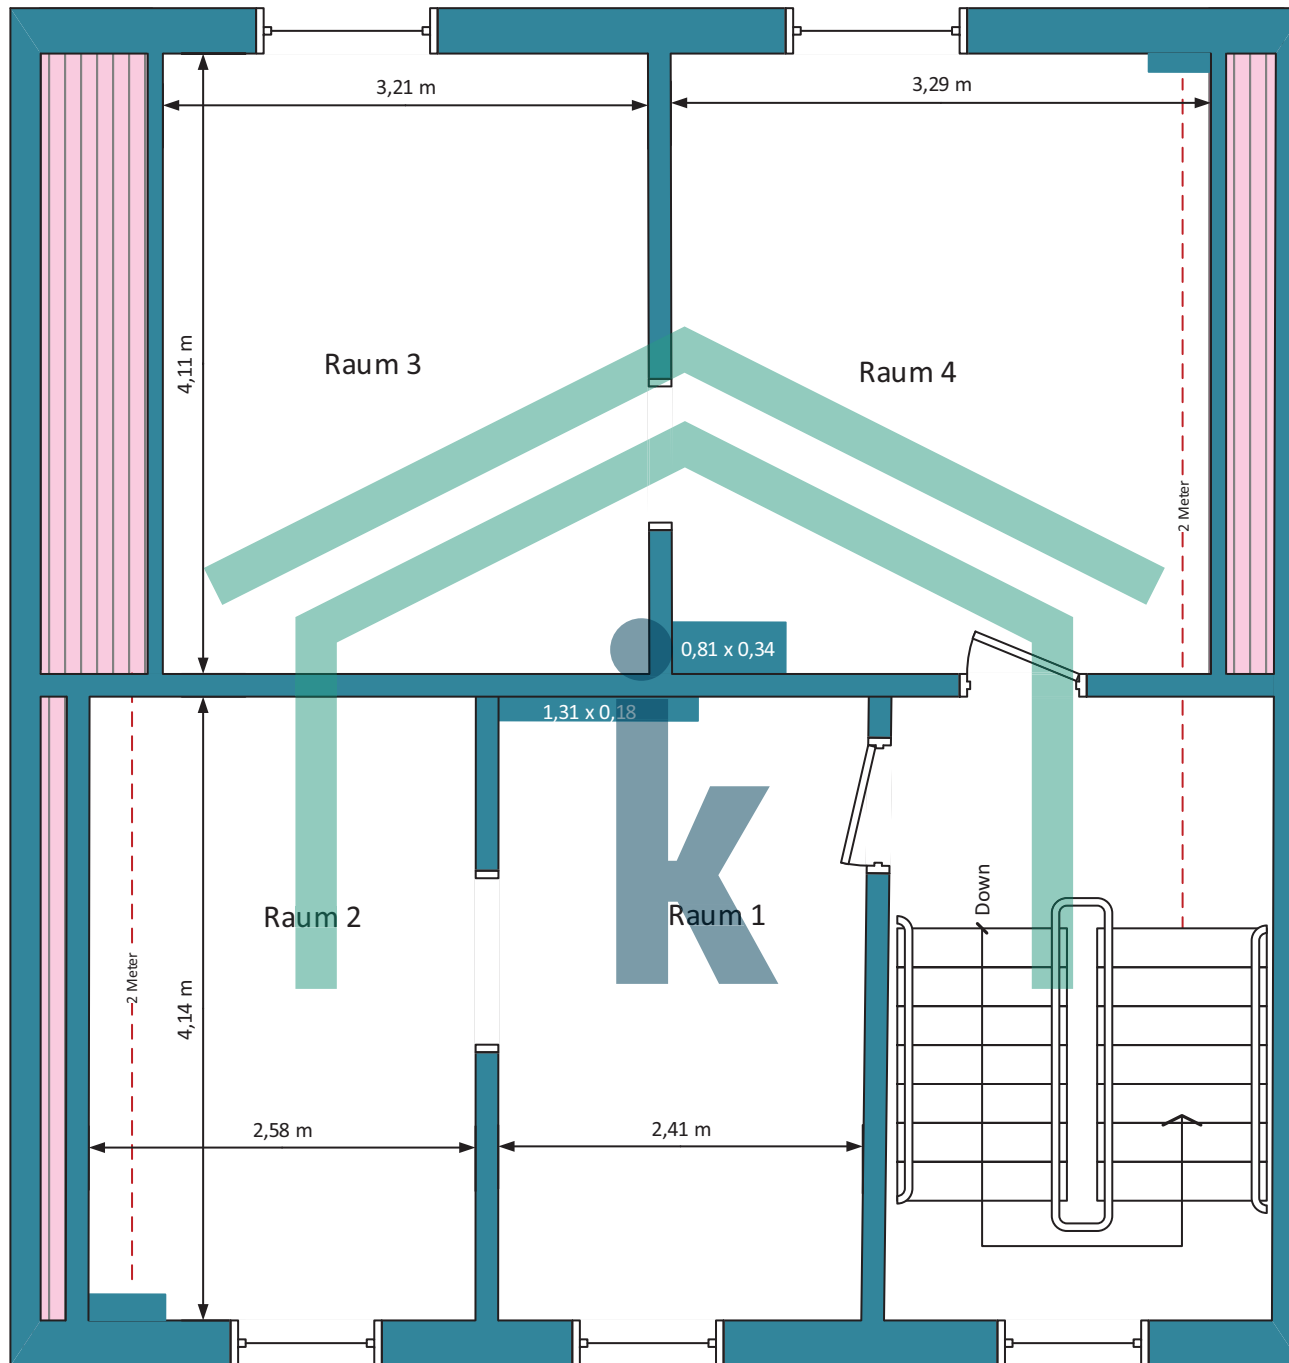 3,21 m
3,29 m
4,11 m
Raum 3
Raum 4
2 Meter
0,81 x 0,34
1,31 x 0,18
Down
Raum 2
Raum 1
2 Meter
4,14 m
2,58 m
2,41 m
ik